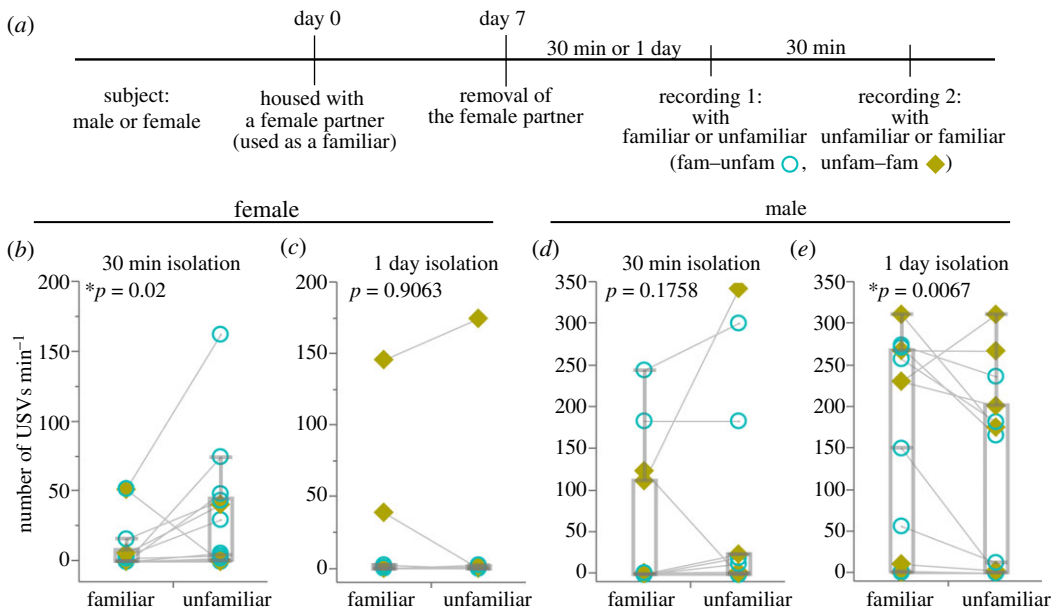 (a)
day 0
day 7
30 min or 1 day
30 min
subject:
male or female
housed with
a female partner
(used as a familiar)
removal of
the female partner
recording 1:
with
familiar or unfamiliar
(fam–unfam ,
recording 2:
with
unfamiliar or familiar
unfam–fam )
female
male
(b)
30 min isolation
*p = 0.02
200
150
100
50
0
number of USVs min–1
familiar
unfamiliar
(c)
1 day isolation
p = 0.9063
200
150
100
50
0
familiar
unfamiliar
(d)
30 min isolation
p = 0.1758
350
300
250
200
150
100
50
0
familiar
unfamiliar
(e)
1 day isolation
*p = 0.0067
350
300
250
200
150
100
50
0
familiar
unfamiliar